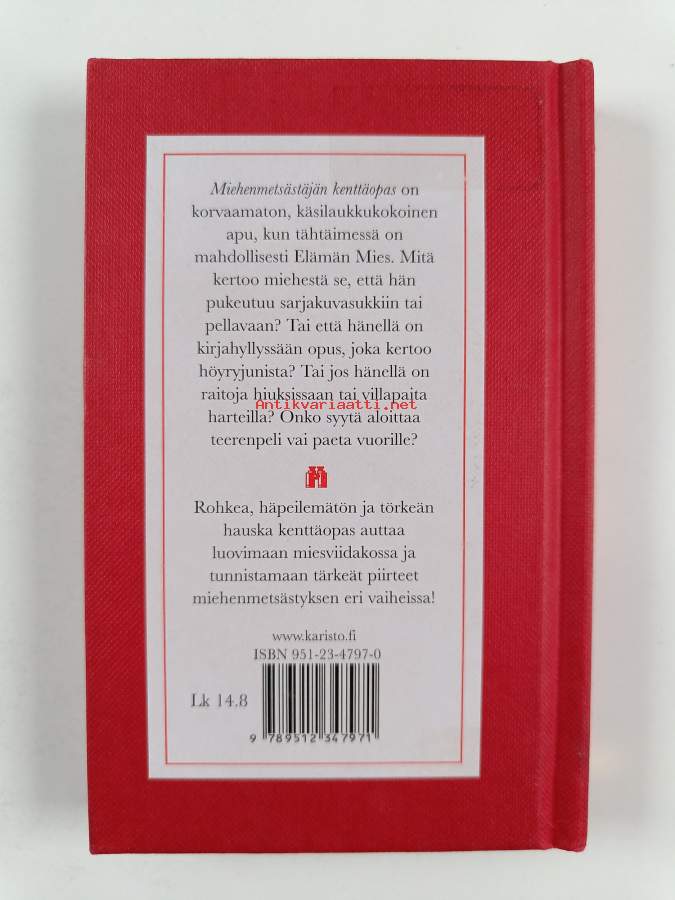 Miehenmetsästäjän kenttäopas on
korvaamaton, käsilaukkukokoinen
apu, kun tähtäimessä on
mahdollisesti Elämän Mies. Mitä
kertoo miehestä se, että hän
pukeutuu sarjakuvasukkiin tai
pellavaan? Tai että hänellä on
kirjahyllyssään opus, joka kertoo
höyryjunista? Tai jos hänellä on
raitoja hiuksissaan tai villapaita
Antikvariaatti.net
harteilla? Onko syytä aloittaa
teerenpeli vai paeta vuorille?
Rohkea, häpeilemätön ja törkeän
hauska kenttäopas auttaa
luovimaan miesviidakossa ja
tunnistamaan tärkeät piirteet
miehenmetsästyksen eri vaiheissa!
www.karisto.fi
ISBN 951-23-4797-0
Lk 14.8
9 789512 347971